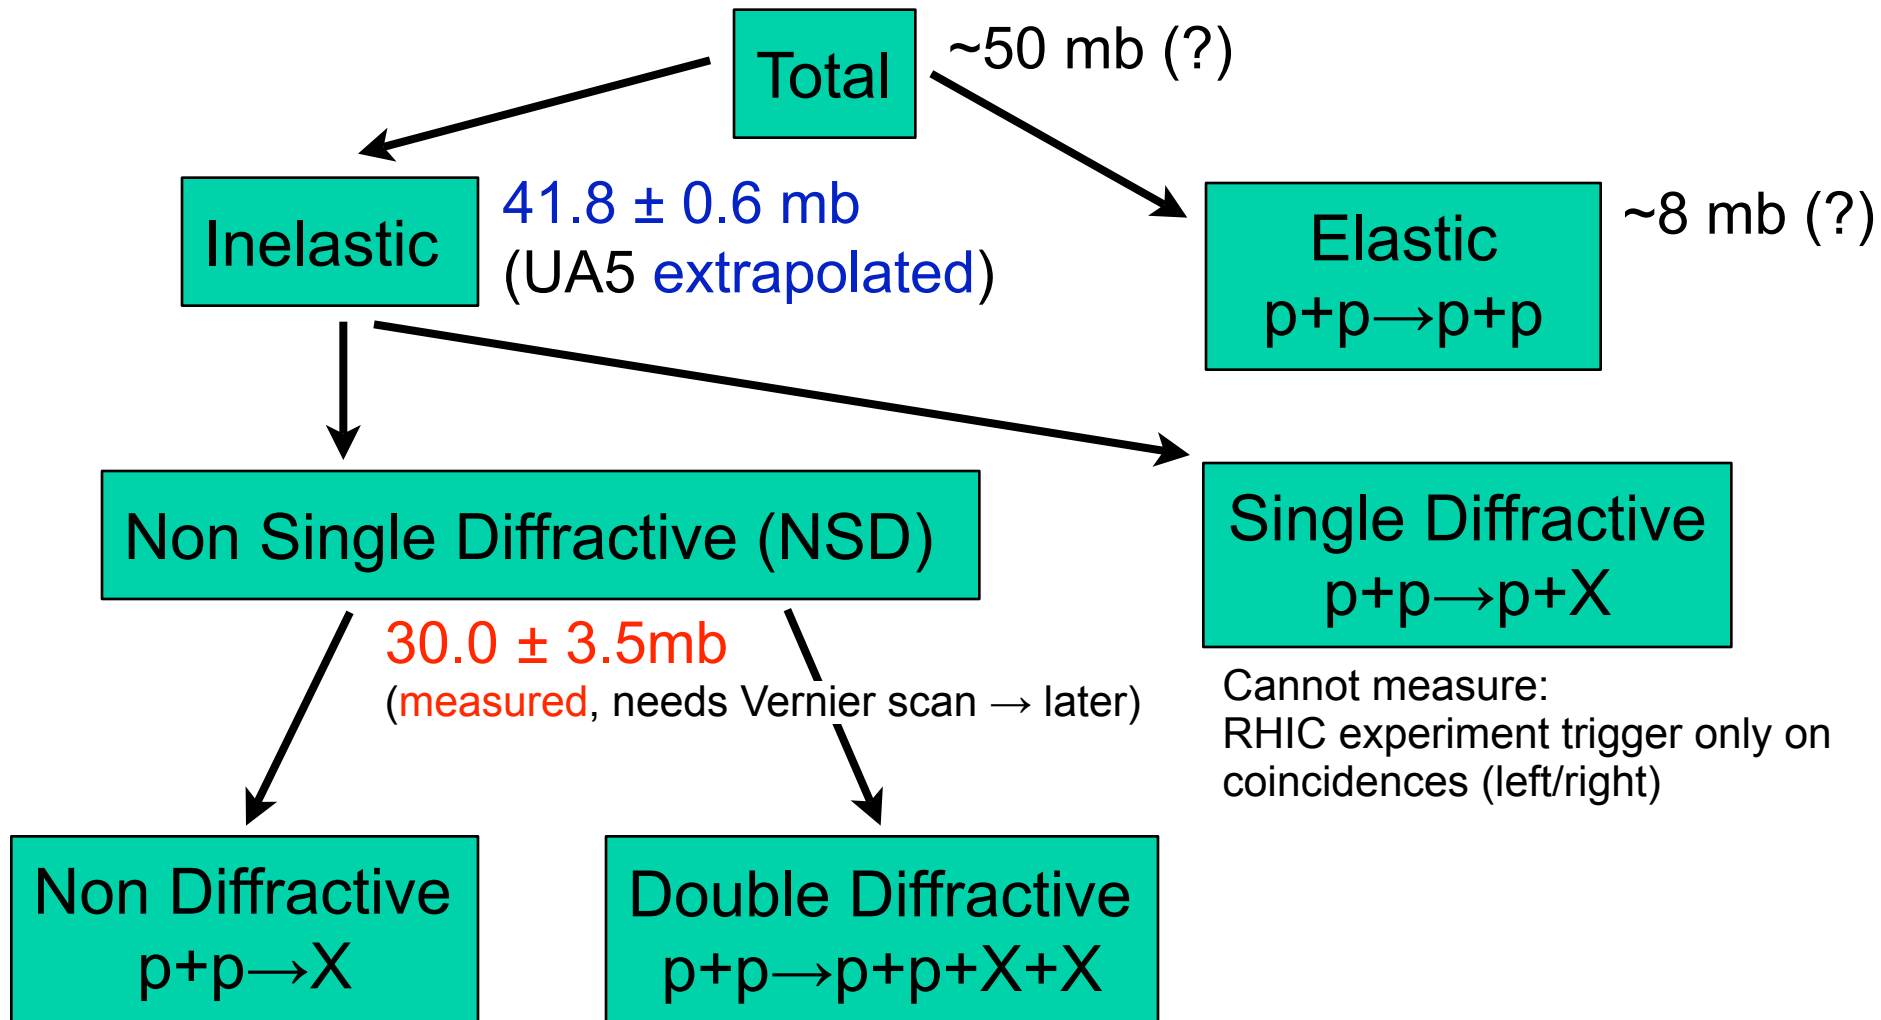 Total
~50 mb (?)
Inelastic
41.8 ± 0.6 mb
(UA5 extrapolated)
Elastic
p+p→p+p
~8 mb (?)
Non Single Diffractive (NSD)
30.0 ± 3.5mb
(measured, needs Vernier scan → later)
Single Diffractive
p+p→p+X
Cannot measure:
RHIC experiment trigger only on
coincidences (left/right)
Non Diffractive
p+p→X
Double Diffractive
p+p→p+p+X+X